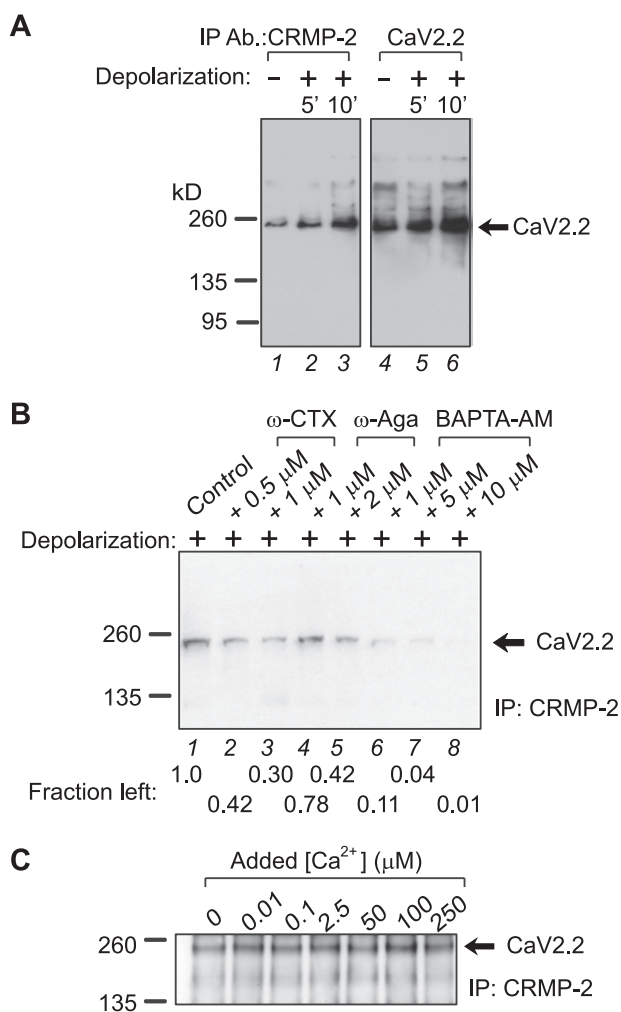 A
IP Ab.:CRMP-2 CaV2.2
Depolarization: – + + – + +
5' 10' 5' 10'
kD
260
CaV2.2
135
95
1 2 3 4 5 6
B
ω-CTX ω-Aga BAPTA-AM
Control + 0.5 μM + 1 μM + 1 μM + 2 μM + 1 μM + 5 μM + 10 μM
Depolarization: + + + + + + + +
260
CaV2.2
135
IP: CRMP-2
1 2 3 4 5 6 7 8
1.0 0.30 0.42 0.04
Fraction left: 0.42 0.78 0.11 0.01
C
Added [Ca²⁺] (μM)
0 0.01 0.1 2.5 50 100 250
260
CaV2.2
IP: CRMP-2
135